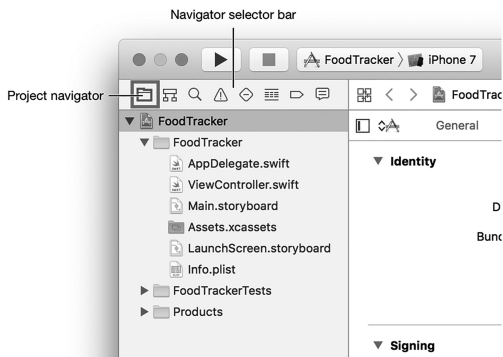 Navigator selector bar
FoodTracker iPhone 7
Project navigator
FoodTrac
FoodTracker
General
FoodTracker
Identity
AppDelegate.swift
ViewController.swift
Main.storyboard
D
Assets.xcassets
Bund
LaunchScreen.storyboard
Info.plist
FoodTrackerTests
Products
Signing